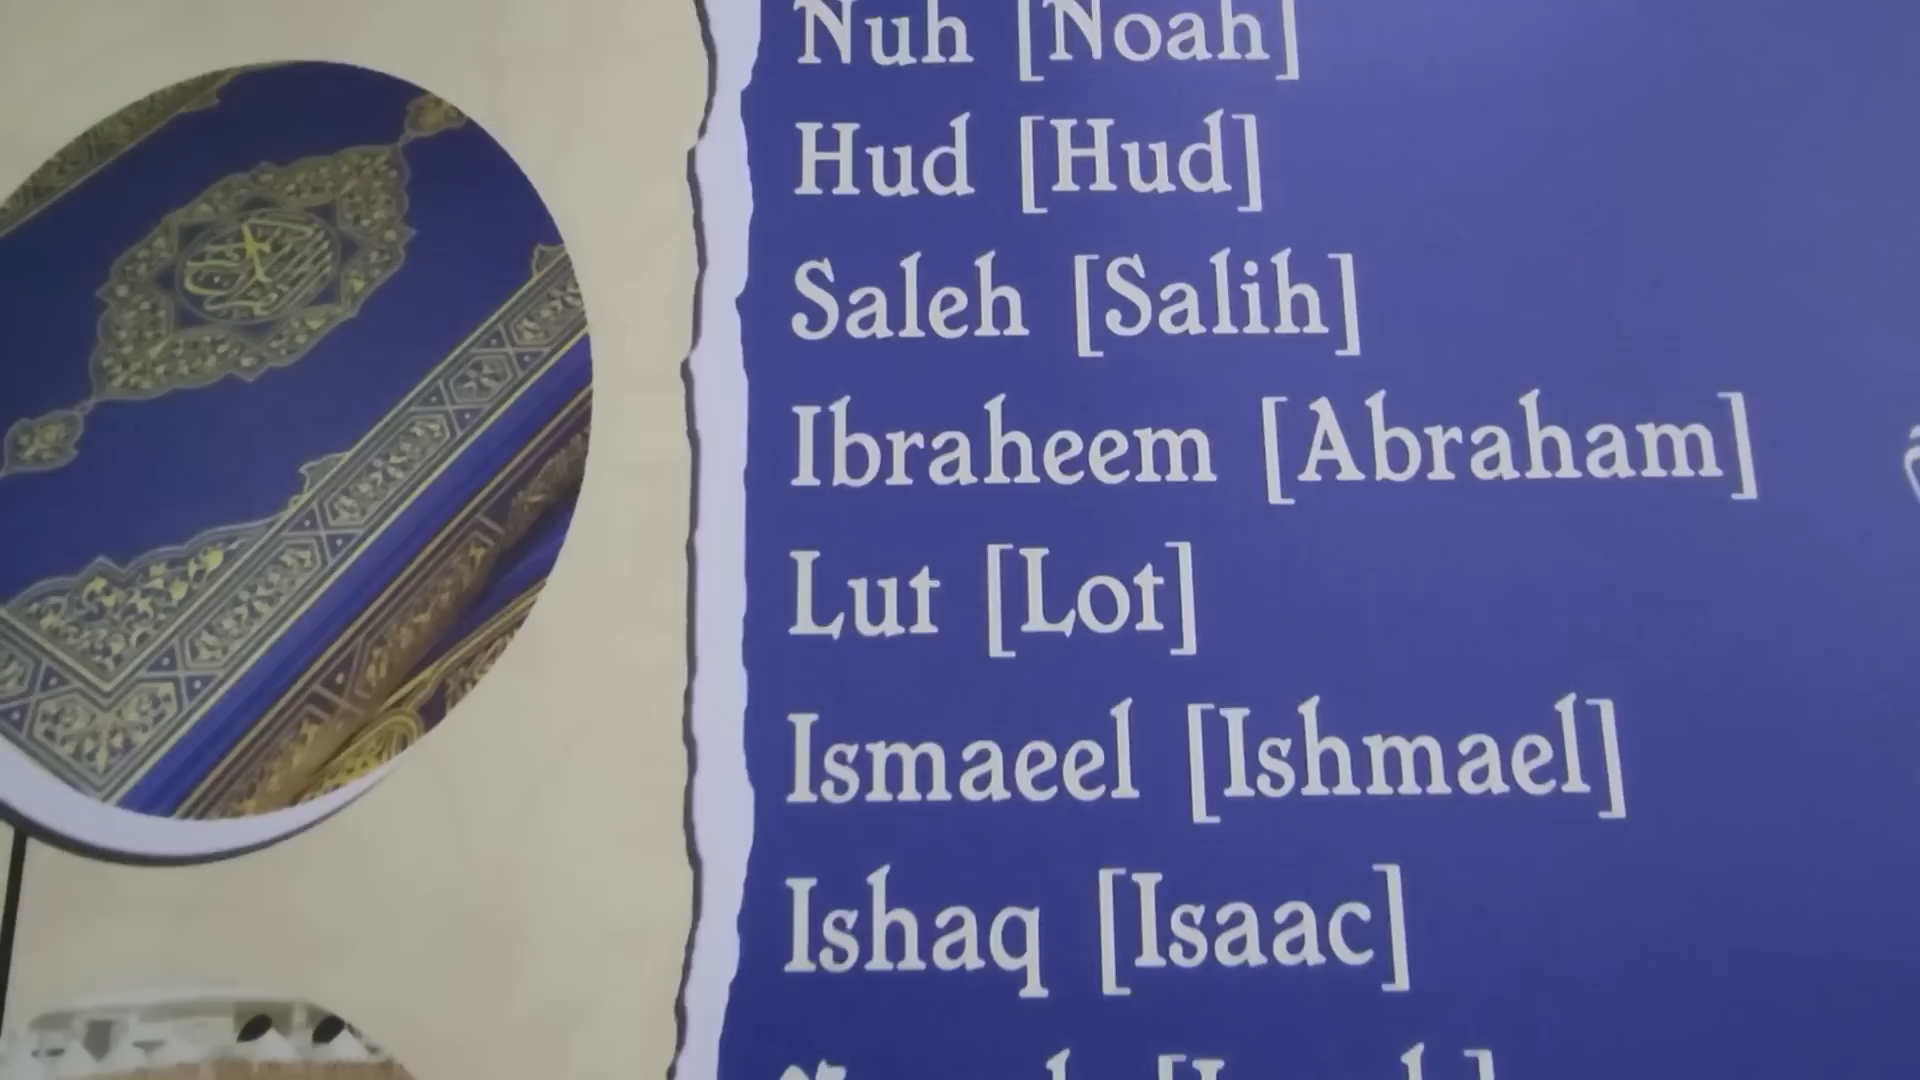 Nuh [Noah]
Hud [Hud]
Saleh [Salih]
Ibraheem [Abraham]
Lut [Lot]
Ismaeel [Ishmael]
Ishaq [Isaac]